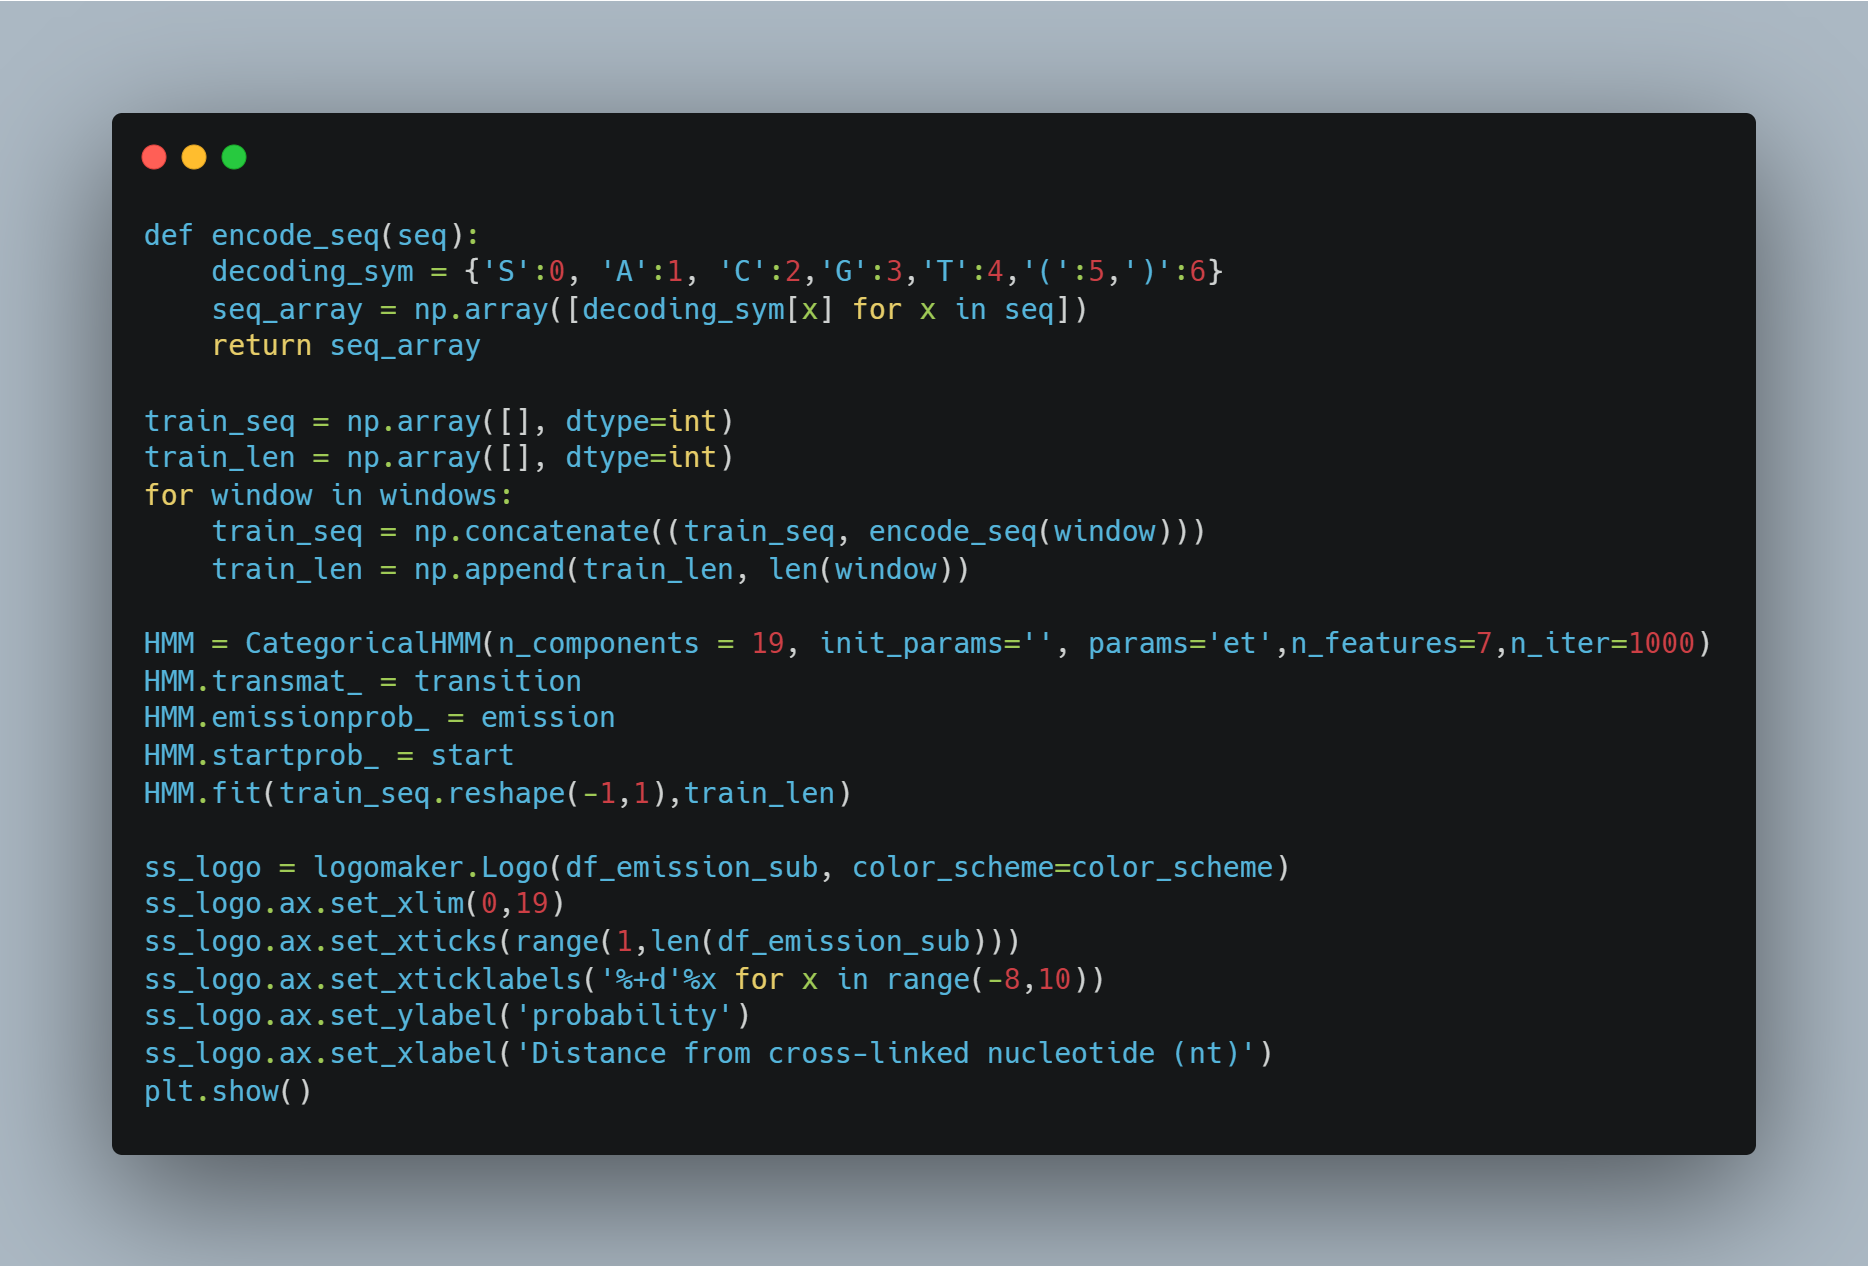 def encode_seq(seq):
    decoding_sym = {'S':0, 'A':1, 'C':2,'G':3,'T':4,'(':5,')':6}
    seq_array = np.array([decoding_sym[x] for x in seq])
    return seq_array

train_seq = np.array([], dtype=int)
train_len = np.array([], dtype=int)
for window in windows:
    train_seq = np.concatenate((train_seq, encode_seq(window)))
    train_len = np.append(train_len, len(window))

HMM = CategoricalHMM(n_components = 19, init_params='', params='et',n_features=7,n_iter=1000)
HMM.transmat_ = transition
HMM.emissionprob_ = emission
HMM.startprob_ = start
HMM.fit(train_seq.reshape(-1,1),train_len)

ss_logo = logomaker.Logo(df_emission_sub, color_scheme=color_scheme)
ss_logo.ax.set_xlim(0,19)
ss_logo.ax.set_xticks(range(1,len(df_emission_sub)))
ss_logo.ax.set_xticklabels('%+d'%x for x in range(-8,10))
ss_logo.ax.set_ylabel('probability')
ss_logo.ax.set_xlabel('Distance from cross-linked nucleotide (nt)')
plt.show()